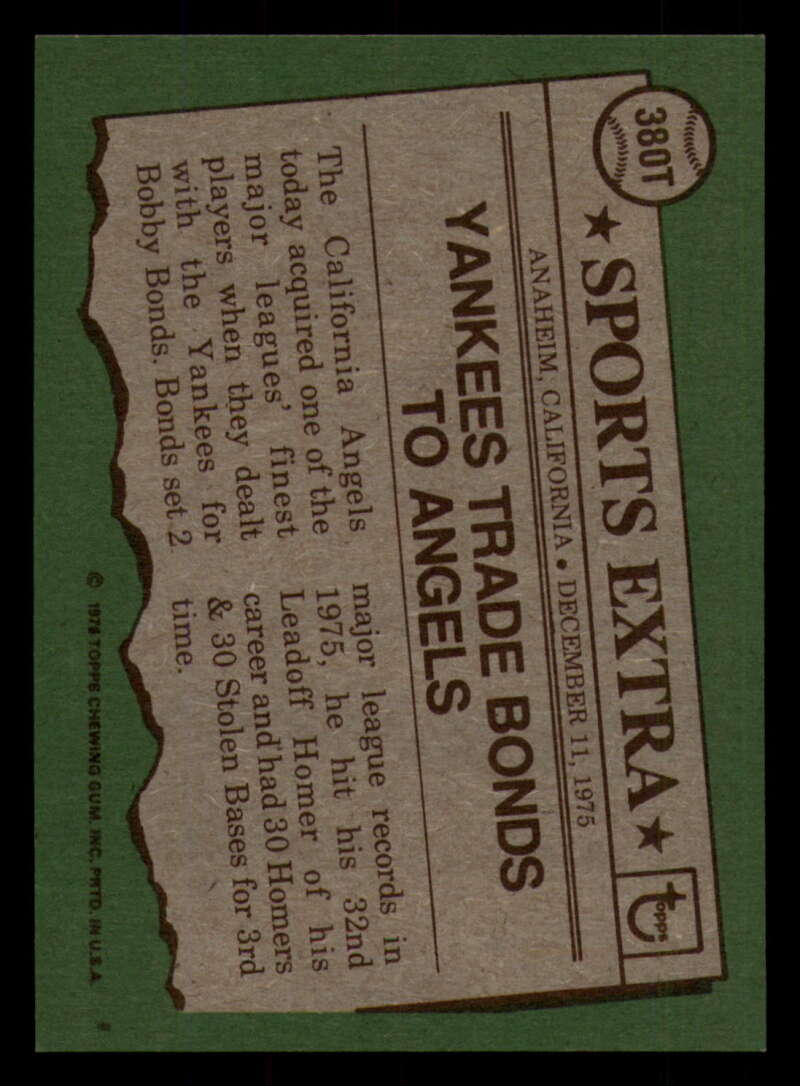 380T
★ SPORTS EXTRA ★
topps
ANAHEIM, CALIFORNIA • DECEMBER 11, 1975
YANKEES TRADE BONDS
TO ANGELS
The California Angels
today acquired one of the
major leagues' finest
players when they dealt
with the Yankees for
Bobby Bonds. Bonds set 2
major league records in
1975, he hit his 32nd
Leadoff Homer of his
career and had 30 Homers
& 30 Stolen Bases for 3rd
time.
© 1976 TOPPS CHEWING GUM, INC. PRTD. IN U.S.A.